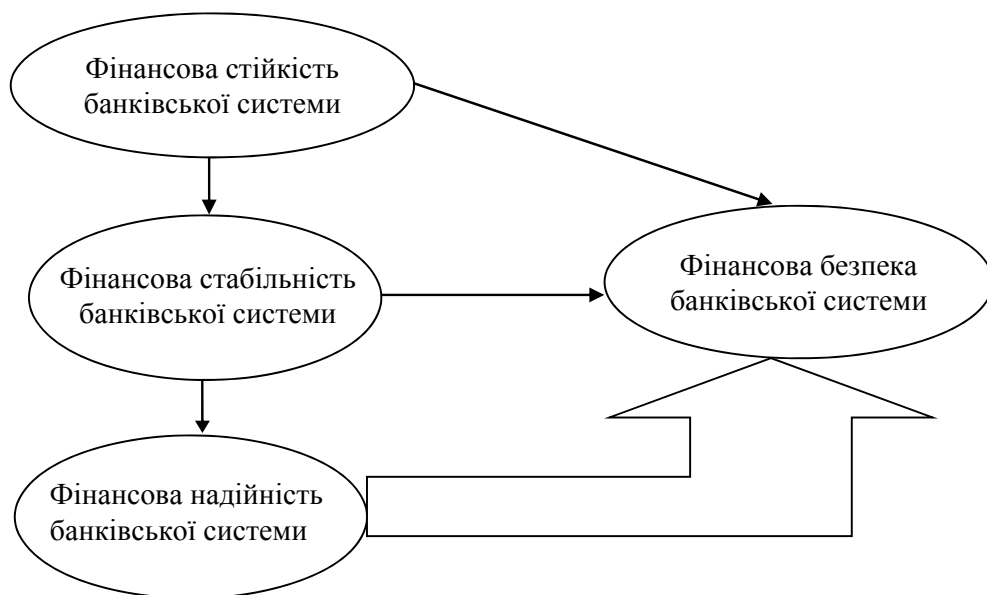 Фінансова стійкість
банківської системи
Фінансова стабільність
банківської системи
Фінансова безпека
банківської системи
Фінансова надійність
банківської системи